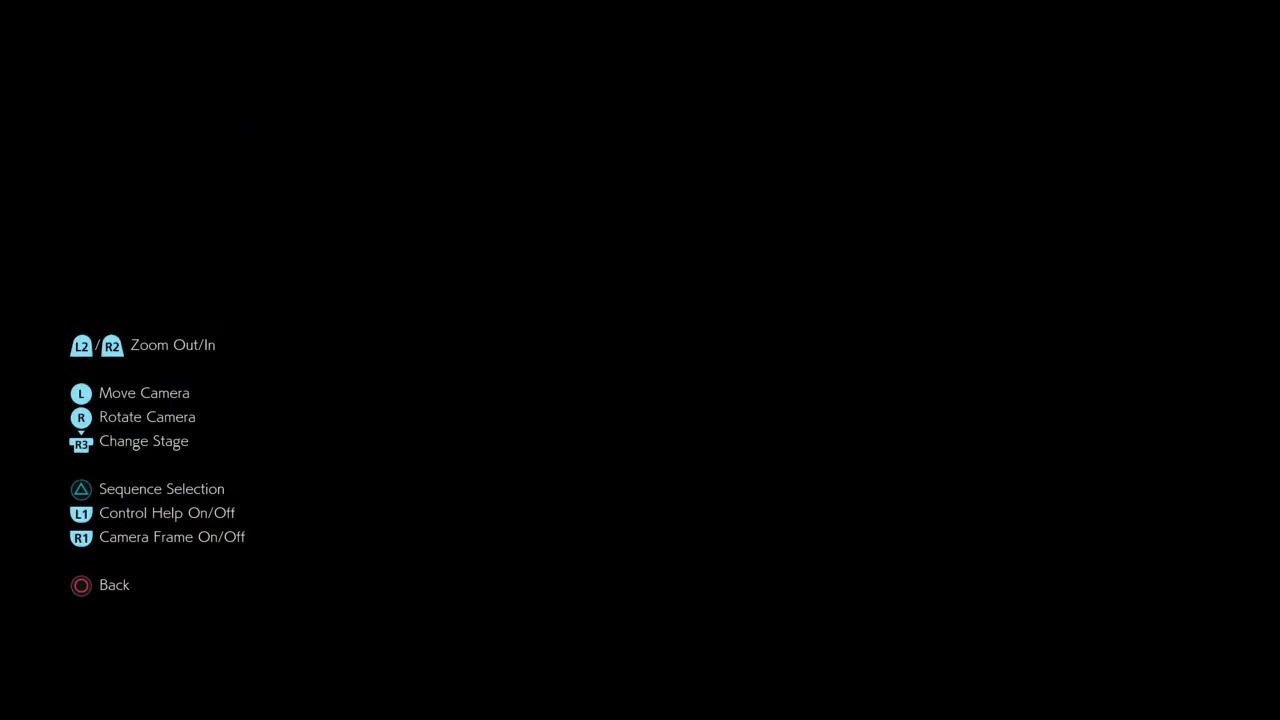 L2/R2 Zoom Out/In
L Move Camera
R Rotate Camera
R3 Change Stage
Sequence Selection
L1 Control Help On/Off
R1 Camera Frame On/Off
Back